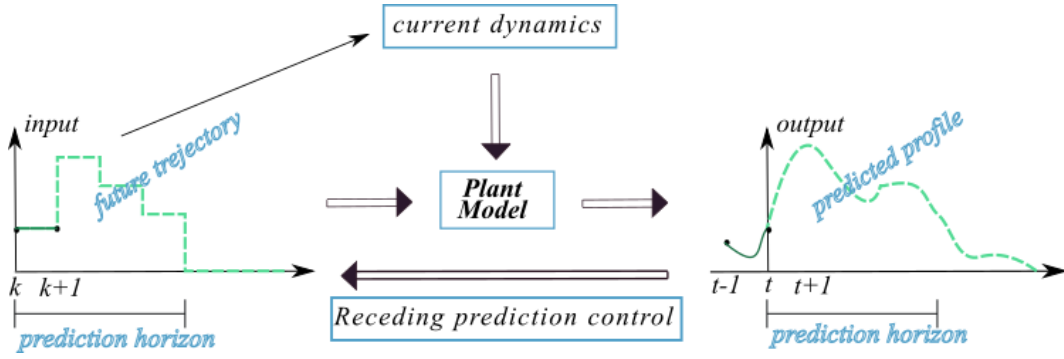 current dynamics
input
future trejectory
Plant
Model
output
predicted profile
k
k+1
t-1
t
t+1
Receding prediction control
prediction horizon
prediction horizon